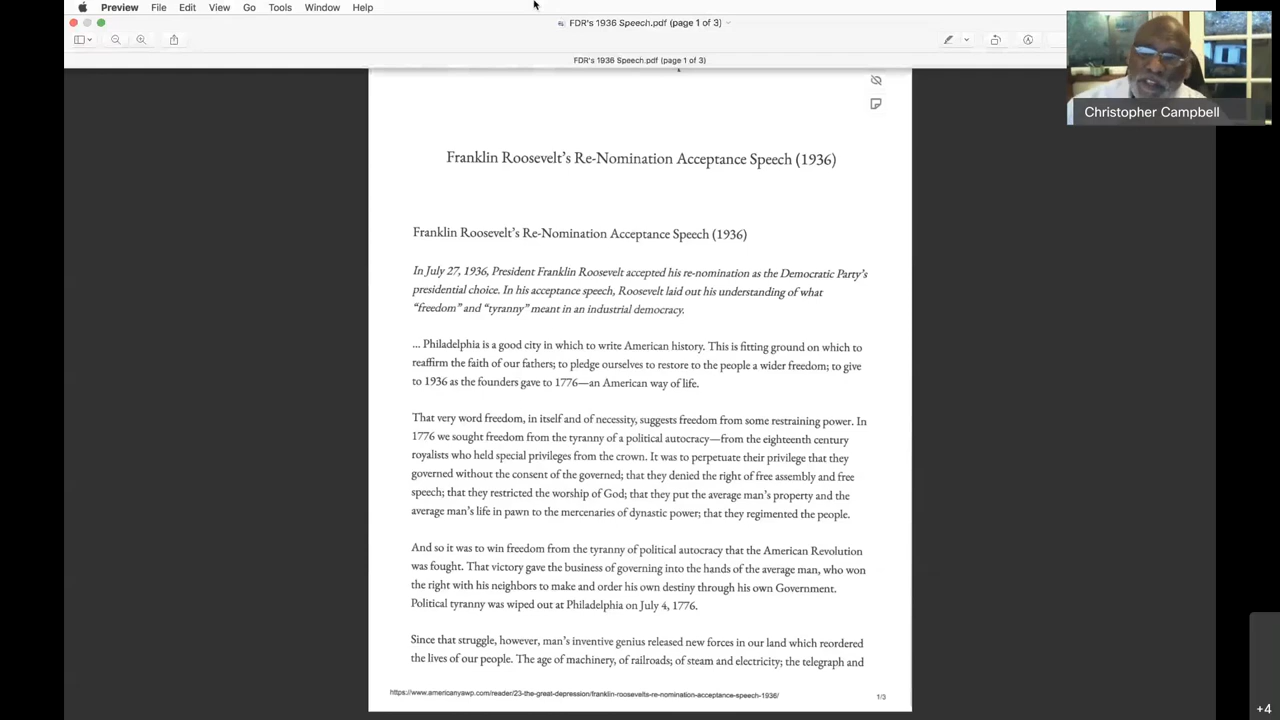 Preview File Edit View Go Tools Window Help
FDR's 1936 Speech.pdf (page 1 of 3)
FDR's 1936 Speech.pdf (page 1 of 3)
Christopher Campbell
Franklin Roosevelt's Re-Nomination Acceptance Speech (1936)
Franklin Roosevelt's Re-Nomination Acceptance Speech (1936)
In July 27, 1936, President Franklin Roosevelt accepted his re-nomination as the Democratic Party's
presidential choice. In his acceptance speech, Roosevelt laid out his understanding of what
“freedom” and “tyranny” meant in an industrial democracy.
... Philadelphia is a good city in which to write American history. This is fitting ground on which to
reaffirm the faith of our fathers; to pledge ourselves to restore to the people a wider freedom; to give
to 1936 as the founders gave to 1776—an American way of life.
That very word freedom, in itself and of necessity, suggests freedom from some restraining power. In
1776 we sought freedom from the tyranny of a political autocracy—from the eighteenth century
royalists who held special privileges from the crown. It was to perpetuate their privilege that they
governed without the consent of the governed; that they denied the right of free assembly and free
speech; that they restricted the worship of God; that they put the average man's property and the
average man's life in pawn to the mercenaries of dynastic power; that they regimented the people.
And so it was to win freedom from the tyranny of political autocracy that the American Revolution
was fought. That victory gave the business of governing into the hands of the average man, who won
the right with his neighbors to make and order his own destiny through his own Government.
Political tyranny was wiped out at Philadelphia on July 4, 1776.
Since that struggle, however, man's inventive genius released new forces in our land which reordered
the lives of our people. The age of machinery, of railroads; of steam and electricity; the telegraph and
https://www.americanyawp.com/reader/23-the-great-depression/franklin-roosevelts-re-nomination-acceptance-speech-1936/
1/3
+4